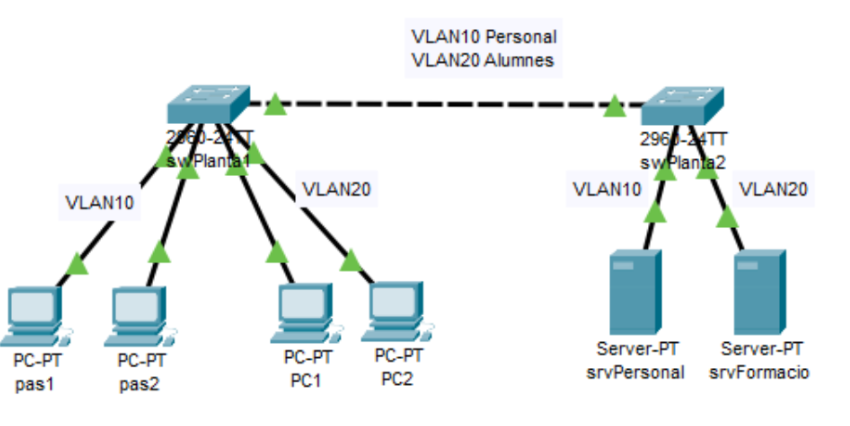 VLAN10 Personal
VLAN20 Alumnes
2960-24TT
swPlanta1
2960-24TT
swPlanta2
VLAN10
VLAN20
VLAN10
VLAN20
PC-PT
pas1
PC-PT
pas2
PC-PT
PC1
PC-PT
PC2
Server-PT
srvPersonal
Server-PT
srvFormacio